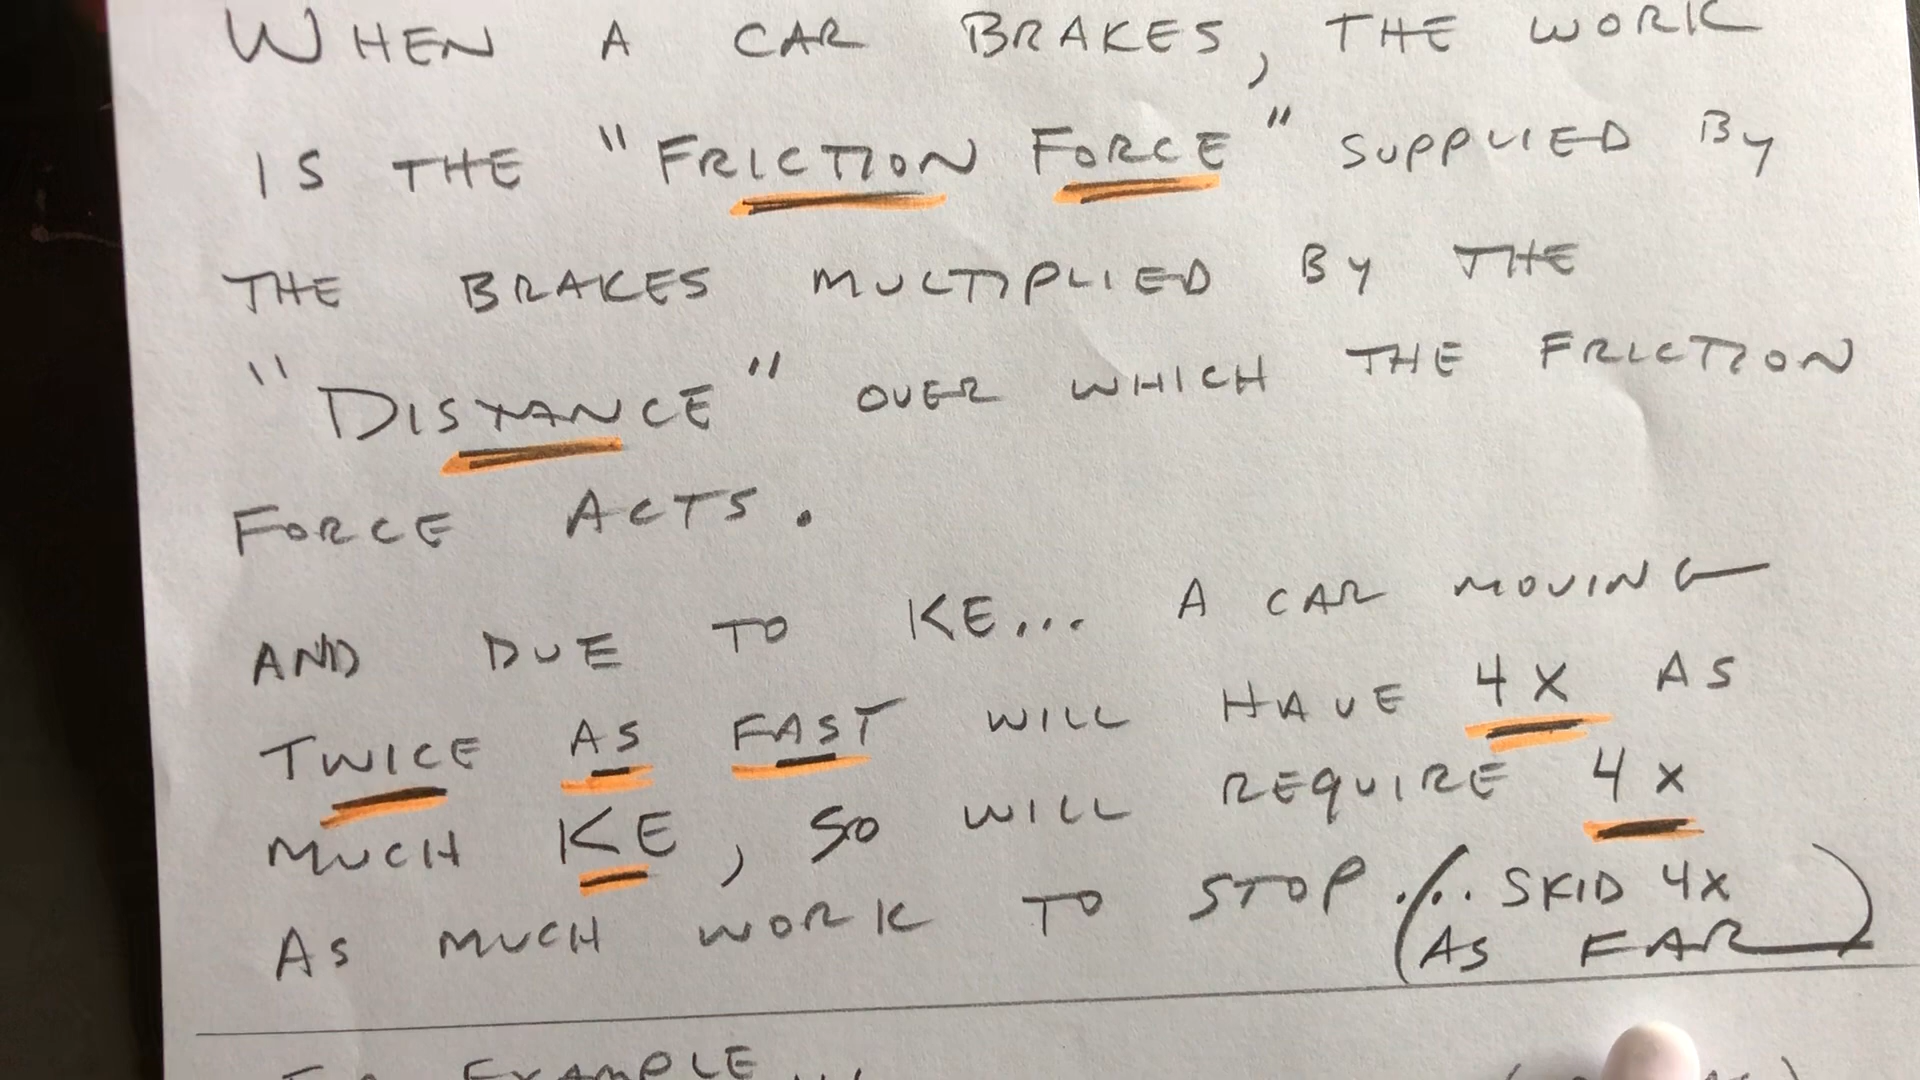 WHEN A CAR BRAKES, THE WORK
IS THE "FRICTION FORCE" SUPPLIED BY
THE BRAKES MULTIPLIED BY THE
"DISTANCE" OVER WHICH THE FRICTION
FORCE ACTS.
AND DUE TO KE... A CAR MOVING
TWICE AS FAST WILL HAVE 4X AS
MUCH KE, SO WILL REQUIRE 4X
AS MUCH WORK TO STOP... (SKID 4X
AS FAR)
EXAMPLE...